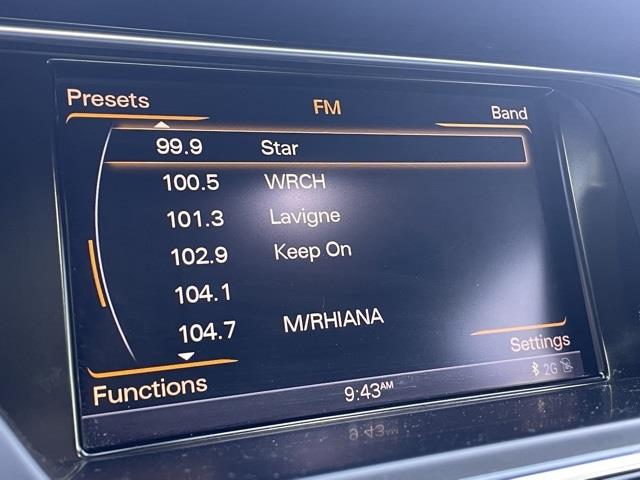 Presets FM Band
99.9 Star
100.5 WRCH
101.3 Lavigne
102.9 Keep On
104.1
104.7 M/RHIANA
Settings
Functions
2G
9:43AM